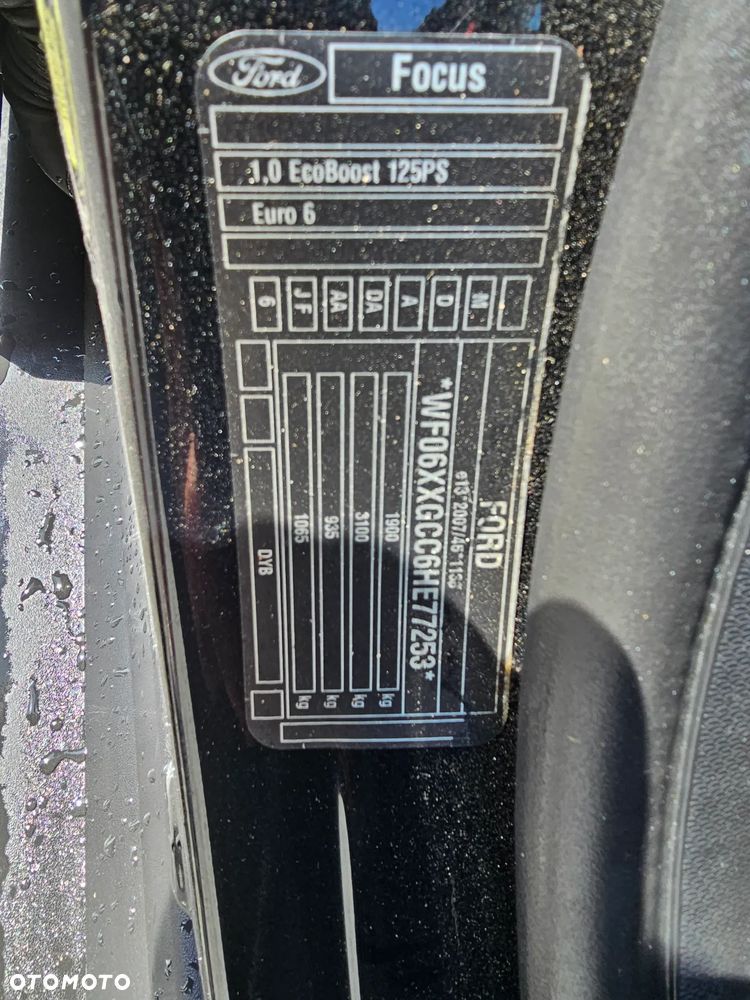 Ford
Focus
1,0 EcoBoost 125PS
Euro 6
6 JF AA DA A D M
FORD
e13*2007/46*1138*
*WF06XXGCC6HE77253*
1900 kg
3100 kg
935 kg
1065 kg
DYB
OTOMOTO